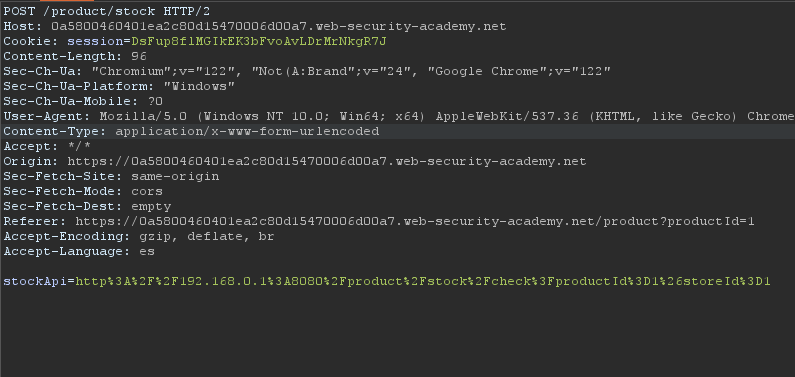 POST /product/stock HTTP/2
Host: 0a5800460401ea2c80d15470006d00a7.web-security-academy.net
Cookie: session=DsFup8flMGIkEK3bFvoAvLDrMrNkgR7J
Content-Length: 96
Sec-Ch-Ua: "Chromium";v="122", "Not(A:Brand";v="24", "Google Chrome";v="122"
Sec-Ch-Ua-Platform: "Windows"
Sec-Ch-Ua-Mobile: ?0
User-Agent: Mozilla/5.0 (Windows NT 10.0; Win64; x64) AppleWebKit/537.36 (KHTML, like Gecko) Chrome
Content-Type: application/x-www-form-urlencoded
Accept: */*
Origin: https://0a5800460401ea2c80d15470006d00a7.web-security-academy.net
Sec-Fetch-Site: same-origin
Sec-Fetch-Mode: cors
Sec-Fetch-Dest: empty
Referer: https://0a5800460401ea2c80d15470006d00a7.web-security-academy.net/product?productId=1
Accept-Encoding: gzip, deflate, br
Accept-Language: es
stockApi=http%3A%2F%2F192.168.0.1%3A8080%2Fproduct%2Fstock%2Fcheck%3FproductId%3D1%26storeId%3D1